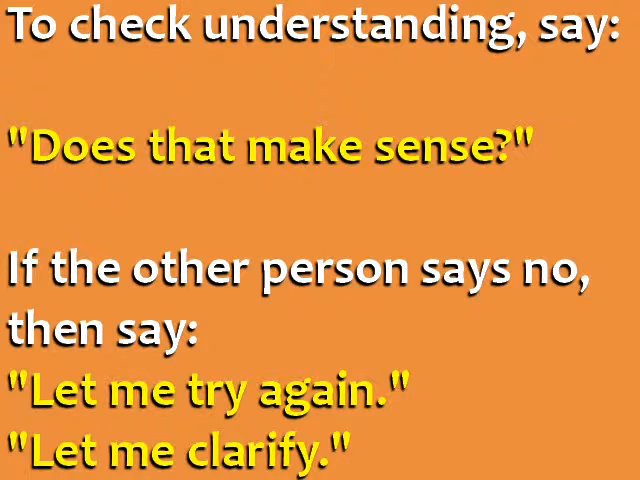 To check understanding, say:
"Does that make sense?"
If the other person says no,
then say:
"Let me try again."
"Let me clarify."